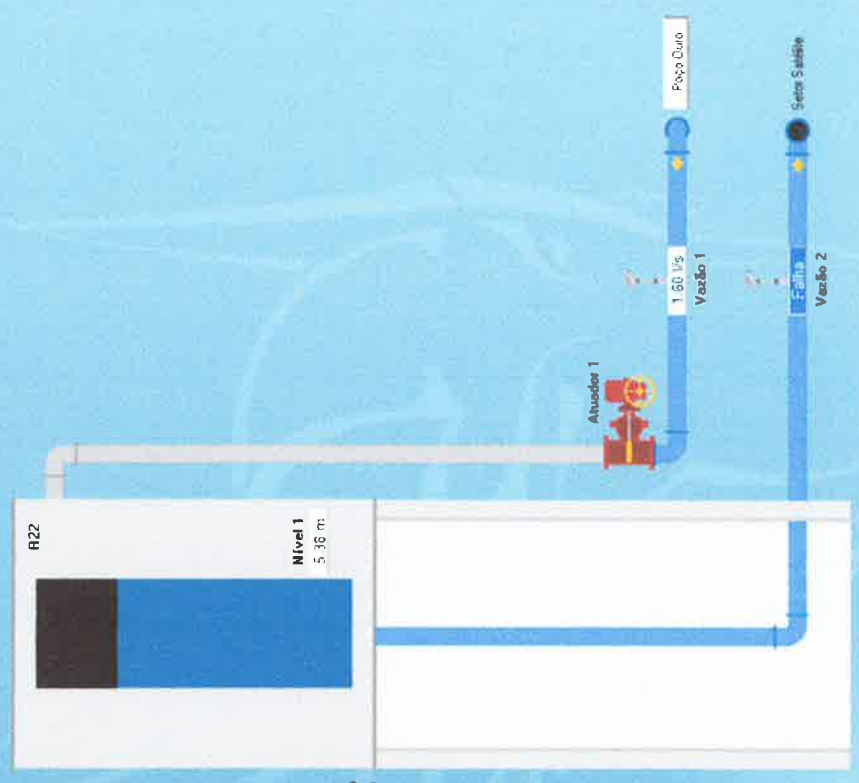 R22
Nível 1
5.36 m
Atuador 1
1.60 l/s
Vazão 1
Poço Ouro
Falha
Vazão 2
Setor Satélite